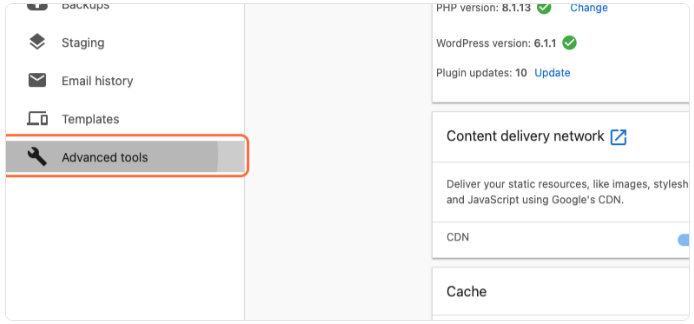 Backups
Staging
Email history
Templates
Advanced tools
PHP version: 8.1.13 Change
WordPress version: 6.1.1
Plugin updates: 10 Update
Content delivery network
Deliver your static resources, like images, stylesh
and JavaScript using Google's CDN.
CDN
Cache